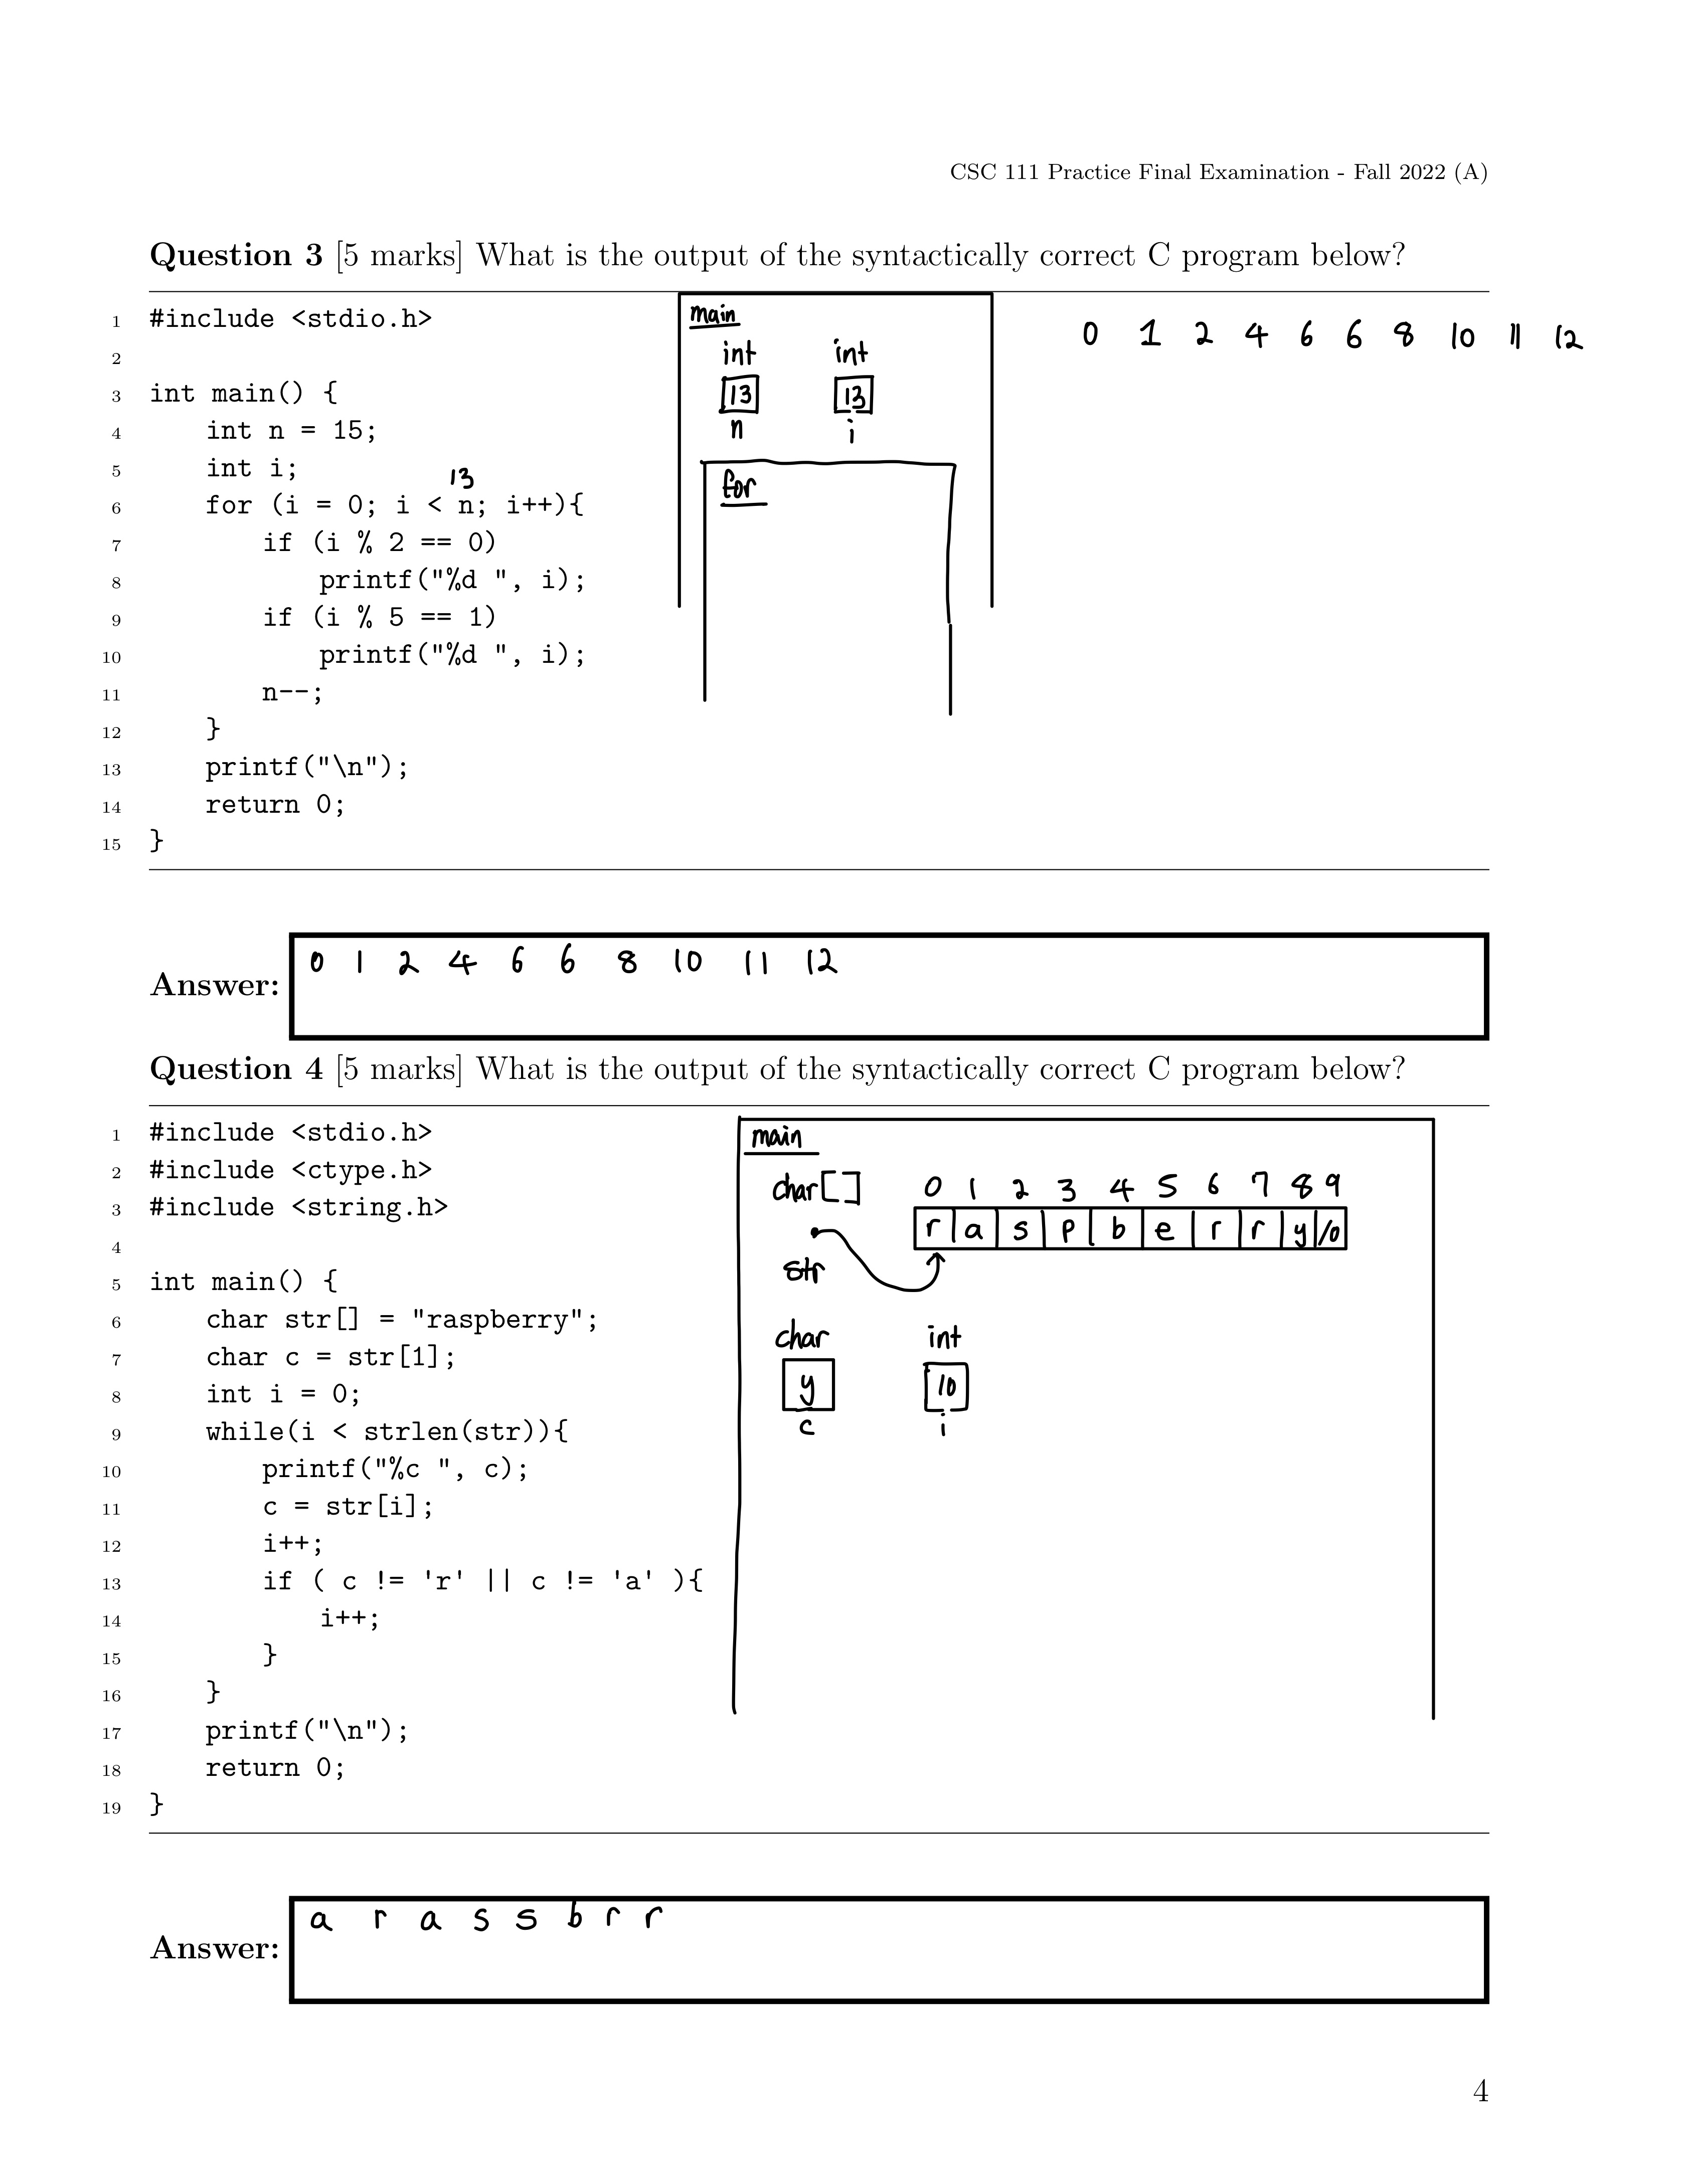 CSC 111 Practice Final Examination - Fall 2022 (A)
Question 3 [5 marks] What is the output of the syntactically correct C program below?
1 #include <stdio.h>
2
3 int main() {
4 int n = 15;
5 int i;
13
6 for (i = 0; i < n; i++){
7 if (i % 2 == 0)
8 printf("%d ", i);
9 if (i % 5 == 1)
10 printf("%d ", i);
11 n--;
12 }
13 printf("\n");
14 return 0;
15 }
main
int int
13 13
n i
for
0 1 2 4 6 6 8 10 11 12
Answer: 0 1 2 4 6 6 8 10 11 12
Question 4 [5 marks] What is the output of the syntactically correct C program below?
1 #include <stdio.h>
2 #include <ctype.h>
3 #include <string.h>
4
5 int main() {
6 char str[] = "raspberry";
7 char c = str[1];
8 int i = 0;
9 while(i < strlen(str)){
10 printf("%c ", c);
11 c = str[i];
12 i++;
13 if ( c != 'r' || c != 'a' ){
14 i++;
15 }
16 }
17 printf("\n");
18 return 0;
19 }
main
char[] 0 1 2 3 4 5 6 7 8 9
r a s p b e r r y /0
str
char int
y 10
c i
Answer: a r a s s b r r
4